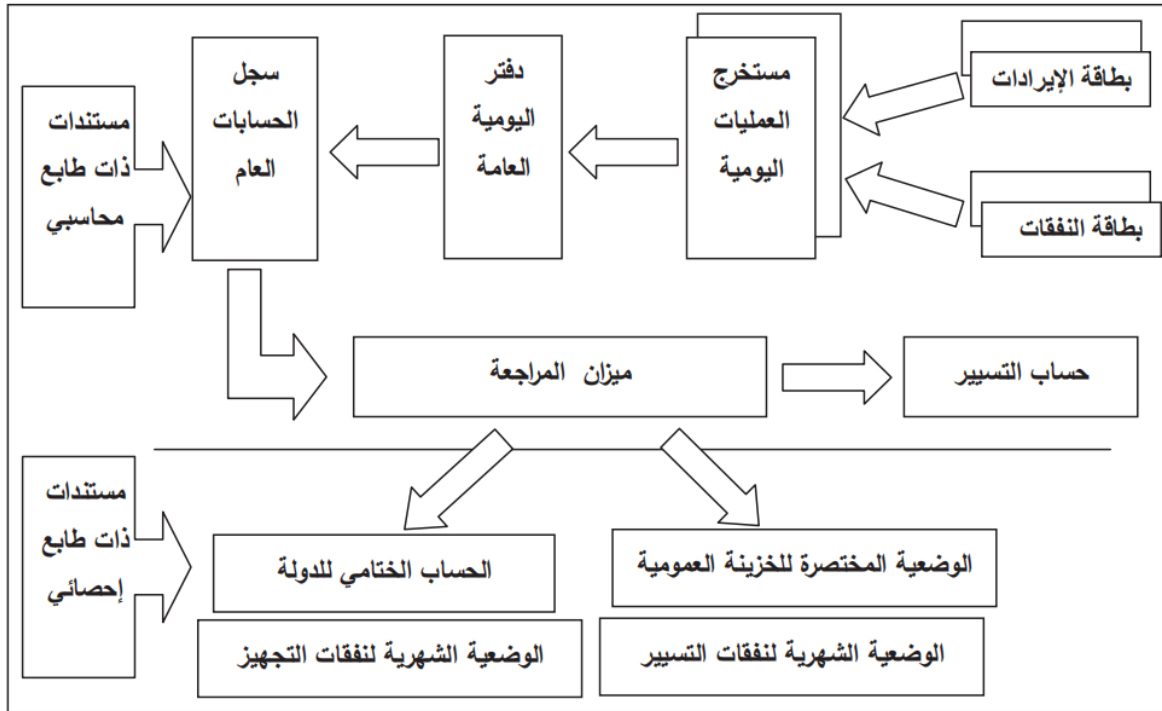 بطاقة الإيرادات
بطاقة النفقات
مستخرج
العمليات
اليومية
دفتر
اليومية
العامة
سجل
الحسابات
العام
مستندات
ذات طابع
محاسبي
ميزان المراجعة
حساب التسيير
مستندات
ذات طابع
إحصائي
الوضعية المختصرة للخزينة العمومية
الحساب الختامي للدولة
الوضعية الشهرية لنفقات التسيير
الوضعية الشهرية لنفقات التجهيز